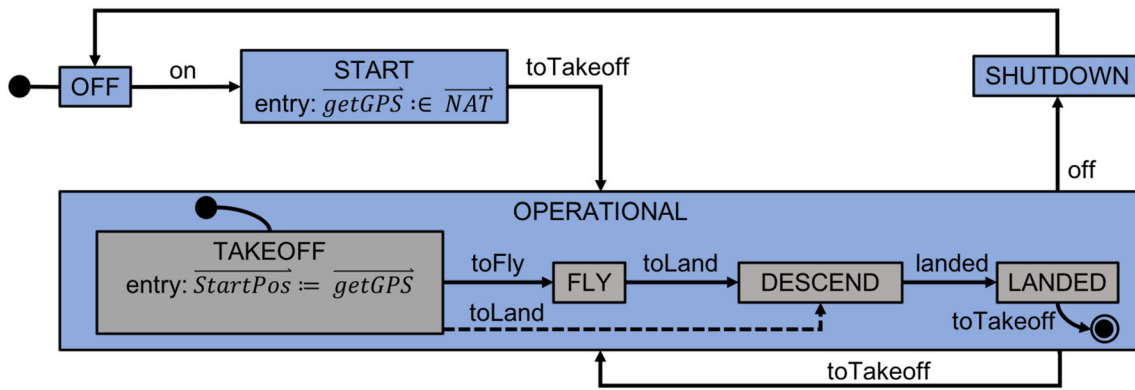 OFF
on
START
entry: getGPS :∈ NAT
toTakeoff
SHUTDOWN
off
OPERATIONAL
TAKEOFF
entry: StartPos := getGPS
toFly
FLY
toLand
DESCEND
landed
LANDED
toLand
toTakeoff
toTakeoff